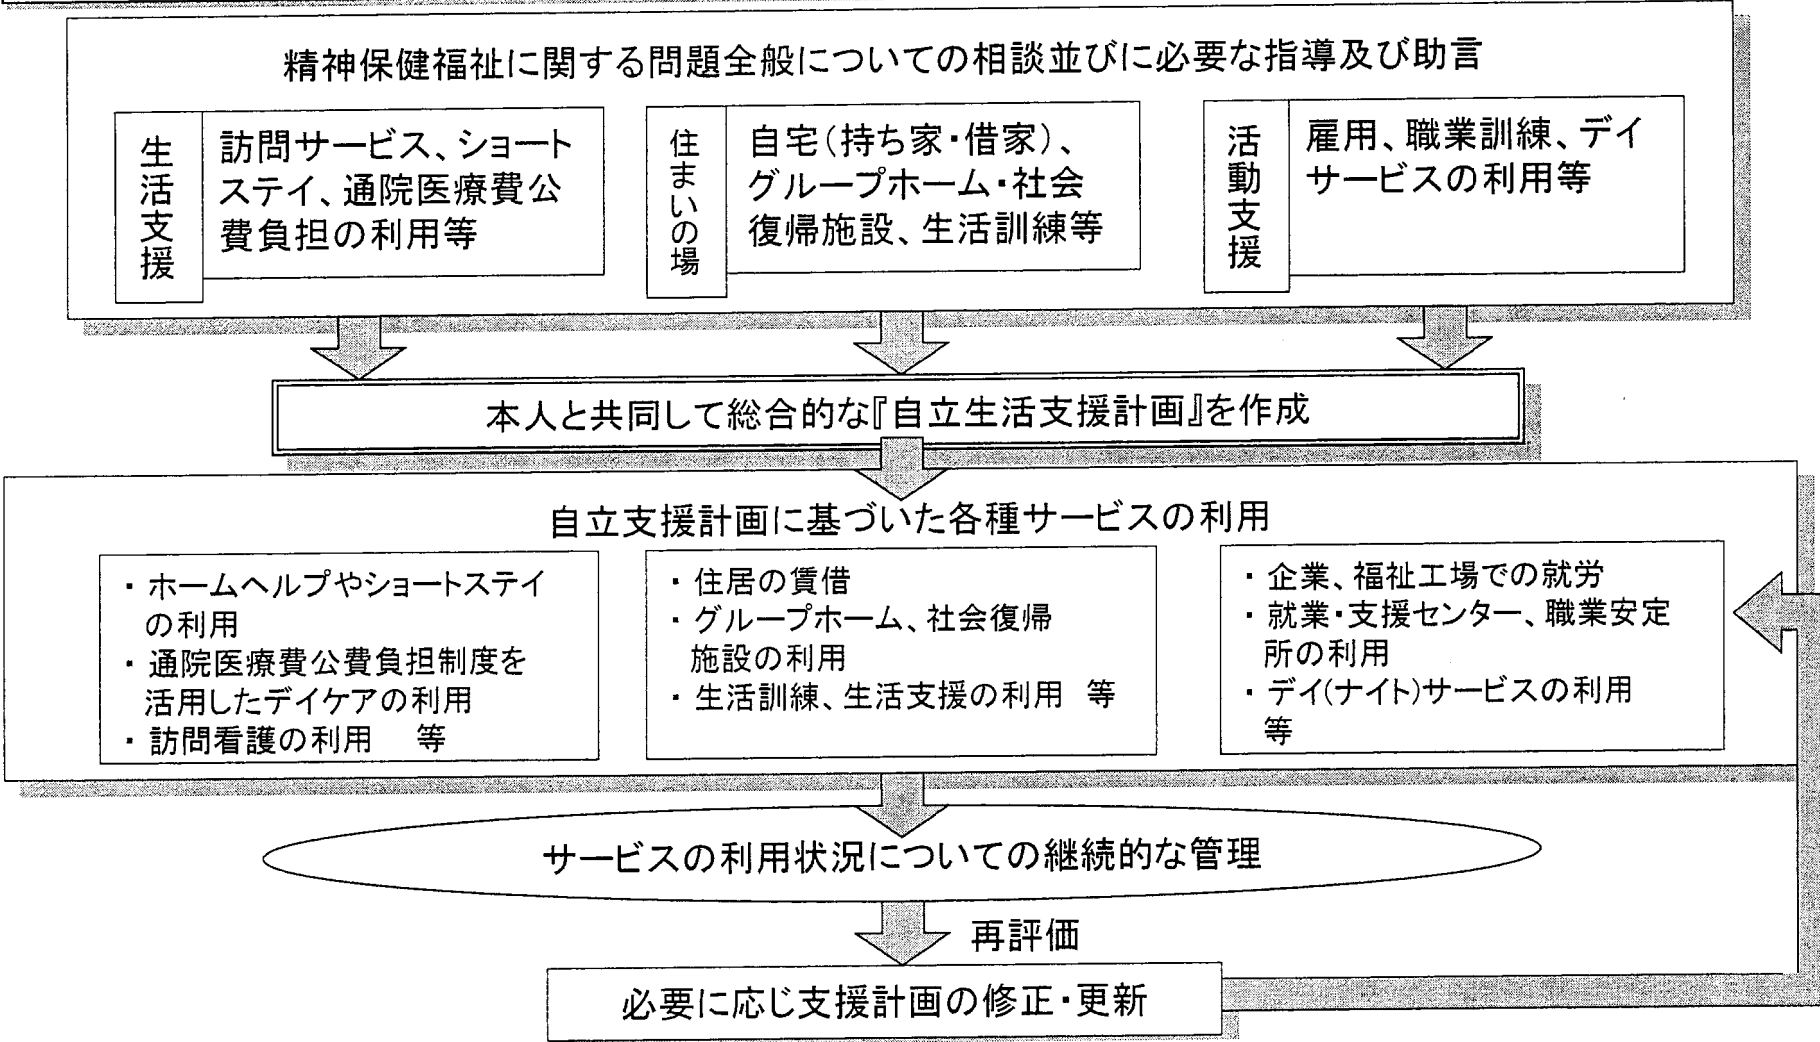 精神保健福祉に関する問題全般についての相談並びに必要な指導及び助言
生活支援
訪問サービス、ショート
ステイ、通院医療費公
費負担の利用等
住まいの場
自宅（持ち家・借家）、
グループホーム・社会
復帰施設、生活訓練等
活動支援
雇用、職業訓練、デイ
サービスの利用等
本人と共同して総合的な『自立生活支援計画』を作成
自立支援計画に基づいた各種サービスの利用
・ホームヘルプやショートステイ
の利用
・通院医療費公費負担制度を
活用したデイケアの利用
・訪問看護の利用　等
・住居の賃借
・グループホーム、社会復帰
施設の利用
・生活訓練、生活支援の利用　等
・企業、福祉工場での就労
・就業・支援センター、職業安定
所の利用
・デイ(ナイト)サービスの利用
等
サービスの利用状況についての継続的な管理
再評価
必要に応じ支援計画の修正・更新